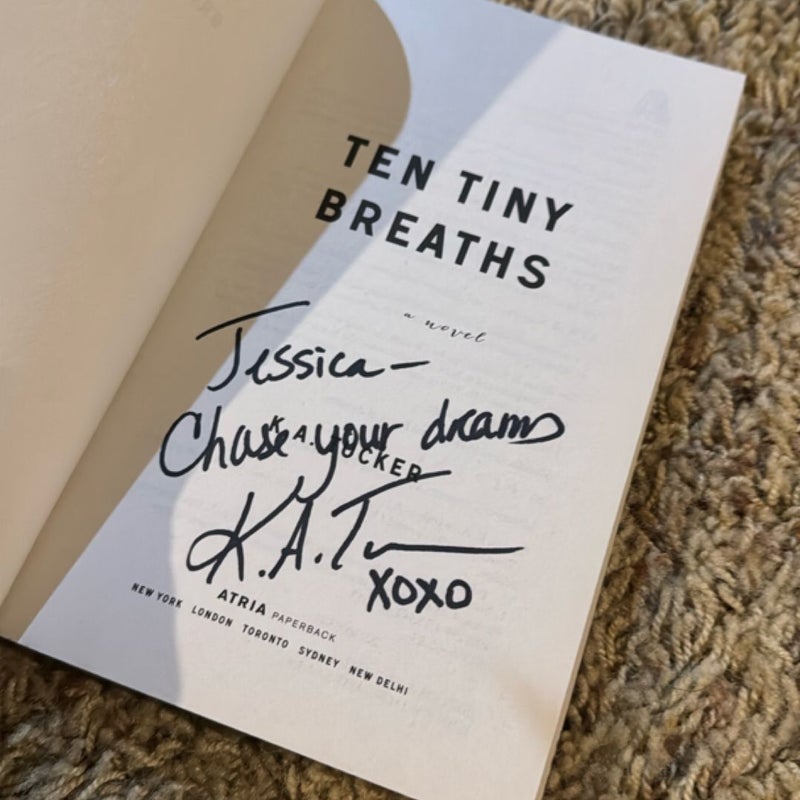 TEN TINY
BREATHS
a novel
Jessica-
Chase your dreams
K.A. TUCKER
K.A.T
xoxo
ATRIA PAPERBACK
NEW YORK LONDON TORONTO SYDNEY NEW DELHI